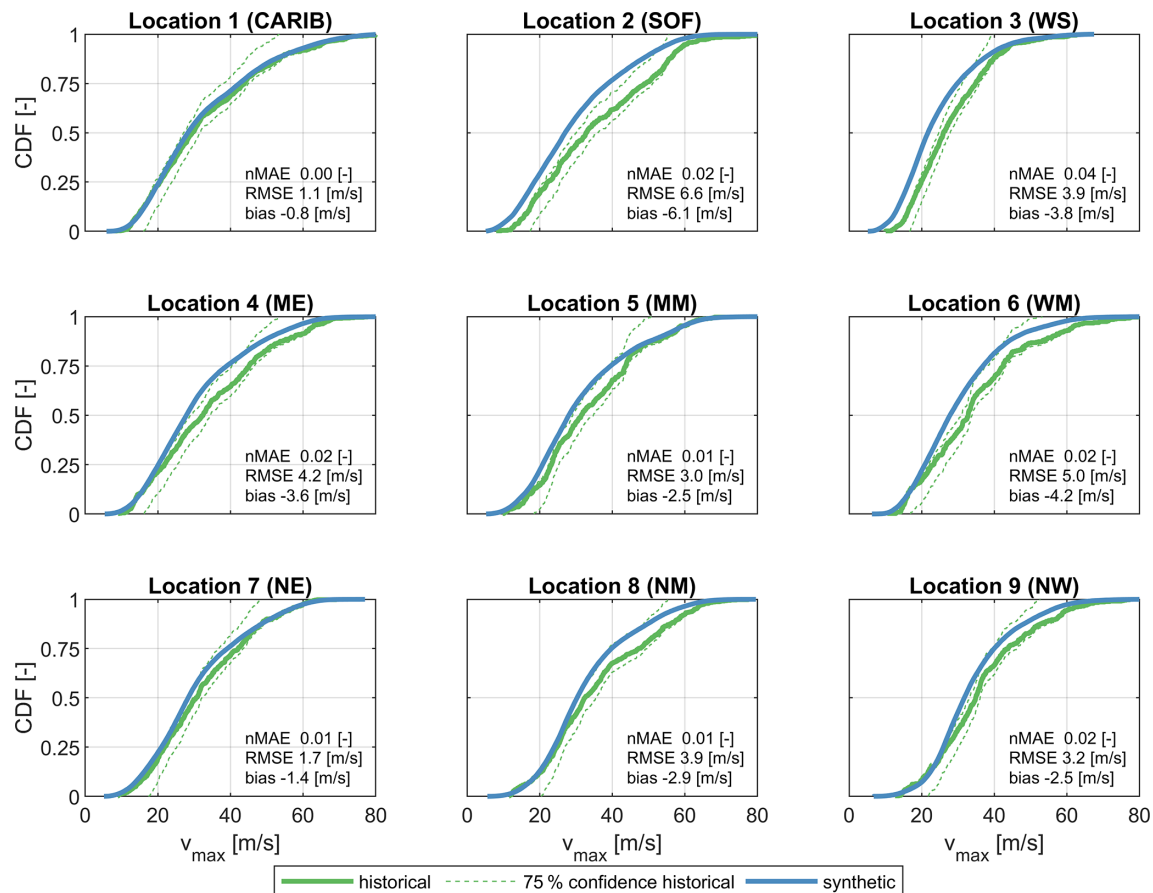 Location 1 (CARIB)
Location 2 (SOF)
Location 3 (WS)
CDF [-]
1
0.75
0.5
0.25
0
nMAE 0.00 [-]
RMSE 1.1 [m/s]
bias -0.8 [m/s]
nMAE 0.02 [-]
RMSE 6.6 [m/s]
bias -6.1 [m/s]
nMAE 0.04 [-]
RMSE 3.9 [m/s]
bias -3.8 [m/s]
Location 4 (ME)
Location 5 (MM)
Location 6 (WM)
CDF [-]
1
0.75
0.5
0.25
0
nMAE 0.02 [-]
RMSE 4.2 [m/s]
bias -3.6 [m/s]
nMAE 0.01 [-]
RMSE 3.0 [m/s]
bias -2.5 [m/s]
nMAE 0.02 [-]
RMSE 5.0 [m/s]
bias -4.2 [m/s]
Location 7 (NE)
Location 8 (NM)
Location 9 (NW)
CDF [-]
1
0.75
0.5
0.25
0
nMAE 0.01 [-]
RMSE 1.7 [m/s]
bias -1.4 [m/s]
nMAE 0.01 [-]
RMSE 3.9 [m/s]
bias -2.9 [m/s]
nMAE 0.02 [-]
RMSE 3.2 [m/s]
bias -2.5 [m/s]
0 20 40 60 80
0 20 40 60 80
0 20 40 60 80
v_max [m/s]
v_max [m/s]
v_max [m/s]
historical 75 % confidence historical synthetic